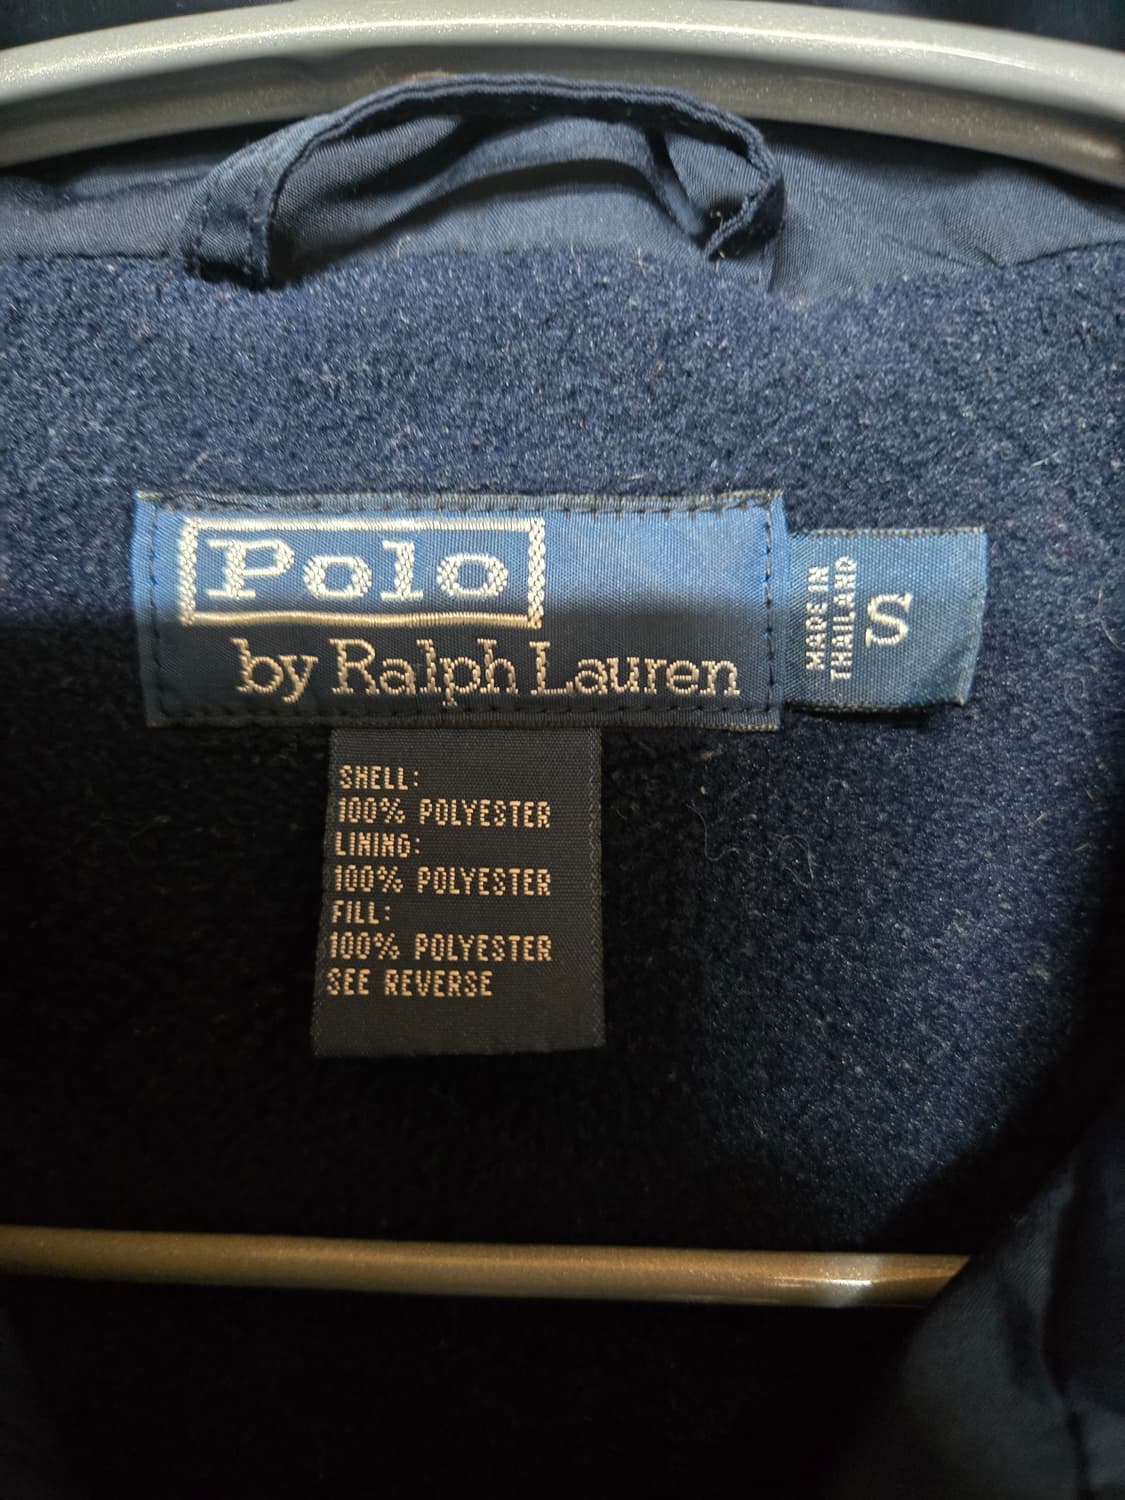 Polo
by Ralph Lauren
MADE IN
THAILAND
S
SHELL:
100% POLYESTER
LINING:
100% POLYESTER
FILL:
100% POLYESTER
SEE REVERSE